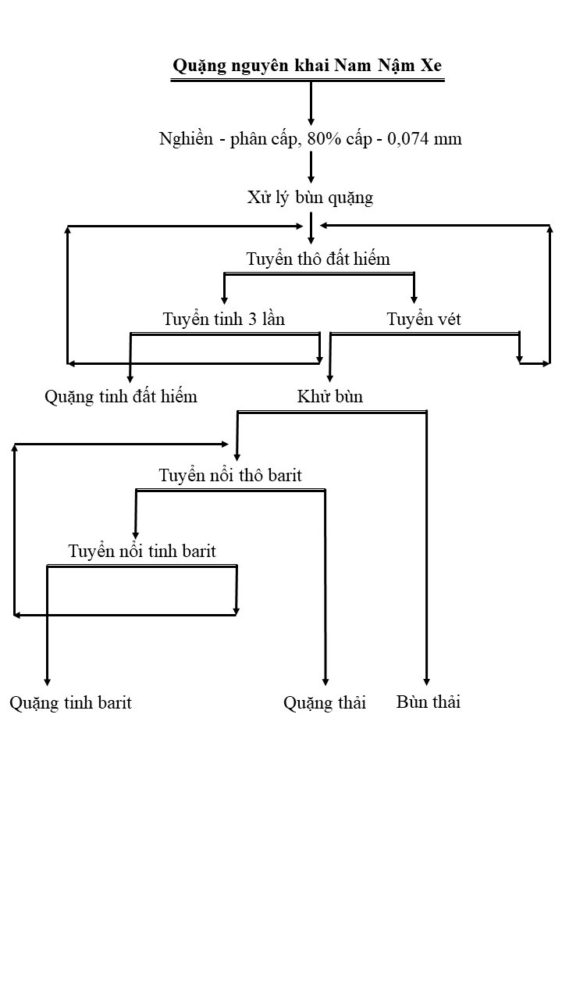 Quặng nguyên khai Nam Nậm Xe
Nghiền - phân cấp, 80% cấp - 0,074 mm
Xử lý bùn quặng
Tuyển thô đất hiếm
Tuyển tinh 3 lần
Tuyển vét
Quặng tinh đất hiếm
Khử bùn
Tuyển nổi thô barit
Tuyển nổi tinh barit
Quặng tinh barit
Quặng thải
Bùn thải